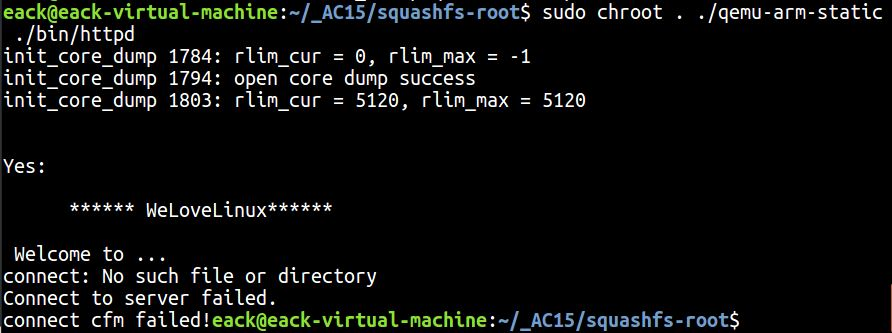 eack@eack-virtual-machine:~/_AC15/squashfs-root$ sudo chroot . ./qemu-arm-static
./bin/httpd
init_core_dump 1784: rlim_cur = 0, rlim_max = -1
init_core_dump 1794: open core dump success
init_core_dump 1803: rlim_cur = 5120, rlim_max = 5120
Yes:
****** WeLoveLinux******
Welcome to ...
connect: No such file or directory
Connect to server failed.
connect cfm failed!eack@eack-virtual-machine:~/_AC15/squashfs-root$